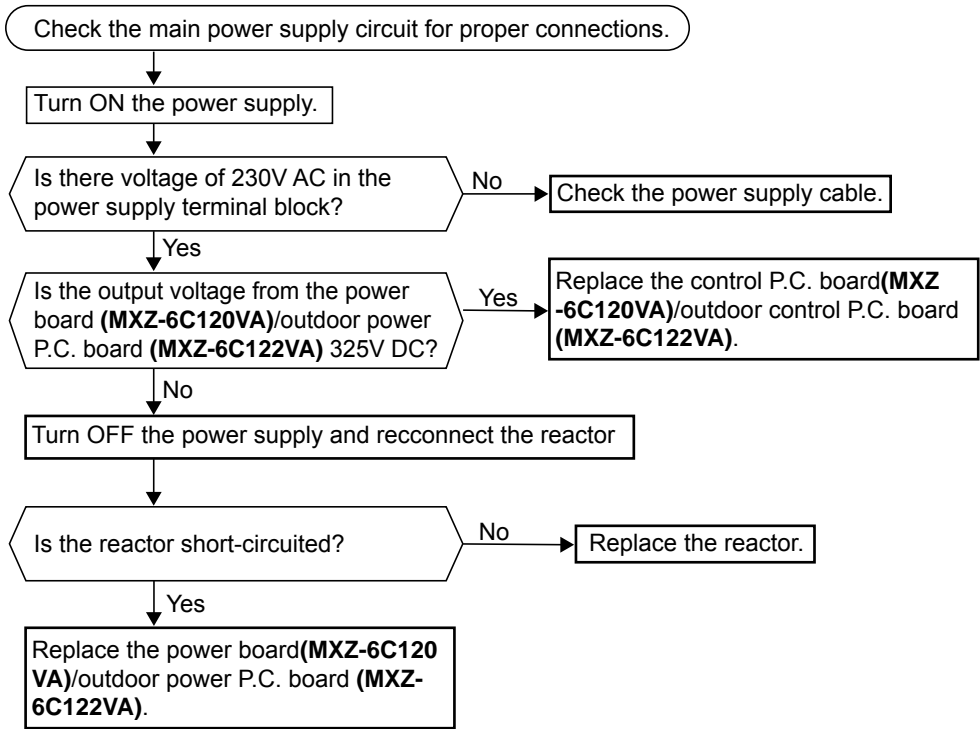 Check the main power supply circuit for proper connections.
Turn ON the power supply.
Is there voltage of 230V AC in the
power supply terminal block?
No
Check the power supply cable.
Yes
Is the output voltage from the power
board (MXZ-6C120VA)/outdoor power
P.C. board (MXZ-6C122VA) 325V DC?
Yes
Replace the control P.C. board(MXZ
-6C120VA)/outdoor control P.C. board
(MXZ-6C122VA).
No
Turn OFF the power supply and recconnect the reactor
Is the reactor short-circuited?
No
Replace the reactor.
Yes
Replace the power board(MXZ-6C120
VA)/outdoor power P.C. board (MXZ-
6C122VA).